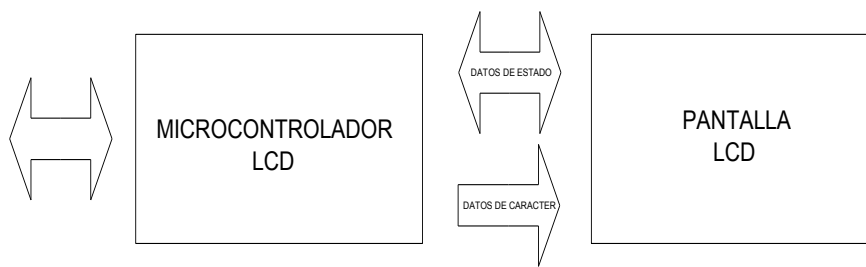 MICROCONTROLADOR
LCD
DATOS DE ESTADO
DATOS DE CARACTER
PANTALLA
LCD